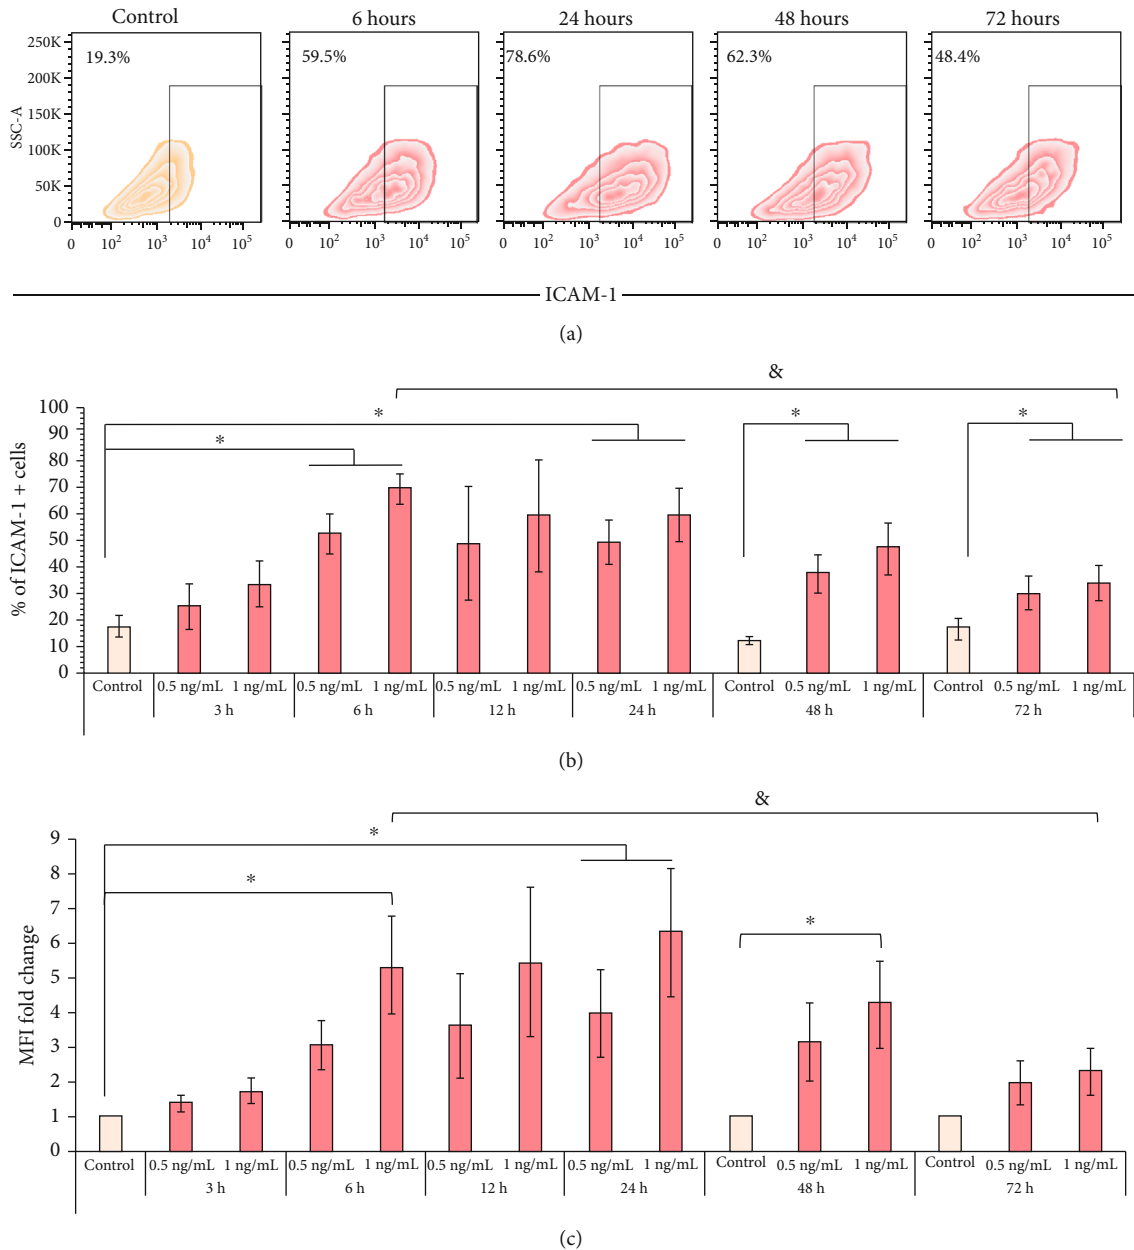 Control 6 hours 24 hours 48 hours 72 hours
250K 200K 150K 100K 50K 0
SSC-A
19.3% 59.5% 78.6% 62.3% 48.4%
0 10² 10³ 10⁴ 10⁵ 0 10² 10³ 10⁴ 10⁵ 0 10² 10³ 10⁴ 10⁵ 0 10² 10³ 10⁴ 10⁵ 0 10² 10³ 10⁴ 10⁵
ICAM-1
(a)
&
* * * *
100 90 80 70 60 50 40 30 20 10 0
% of ICAM-1 + cells
Control 0.5 ng/mL 1 ng/mL 0.5 ng/mL 1 ng/mL 0.5 ng/mL 1 ng/mL 0.5 ng/mL 1 ng/mL Control 0.5 ng/mL 1 ng/mL Control 0.5 ng/mL 1 ng/mL
3 h 6 h 12 h 24 h 48 h 72 h
(b)
&
* * *
9 8 7 6 5 4 3 2 1 0
MFI fold change
Control 0.5 ng/mL 1 ng/mL 0.5 ng/mL 1 ng/mL 0.5 ng/mL 1 ng/mL 0.5 ng/mL 1 ng/mL Control 0.5 ng/mL 1 ng/mL Control 0.5 ng/mL 1 ng/mL
3 h 6 h 12 h 24 h 48 h 72 h
(c)